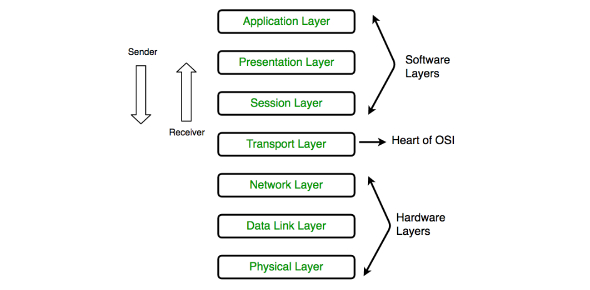 Application Layer
Sender
Presentation Layer
Software
Layers
Session Layer
Receiver
Transport Layer
Heart of OSI
Network Layer
Hardware
Layers
Data Link Layer
Physical Layer